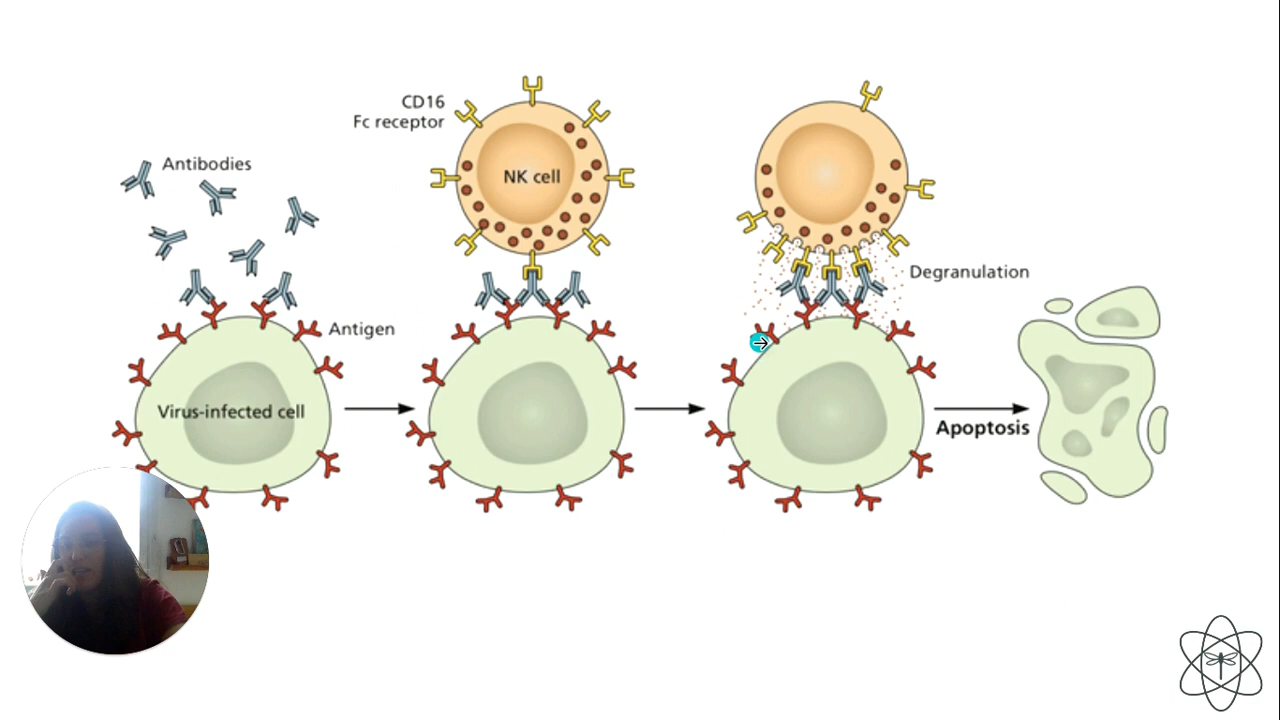 CD16
Fc receptor
Antibodies
NK cell
Degranulation
Antigen
Virus-infected cell
Apoptosis